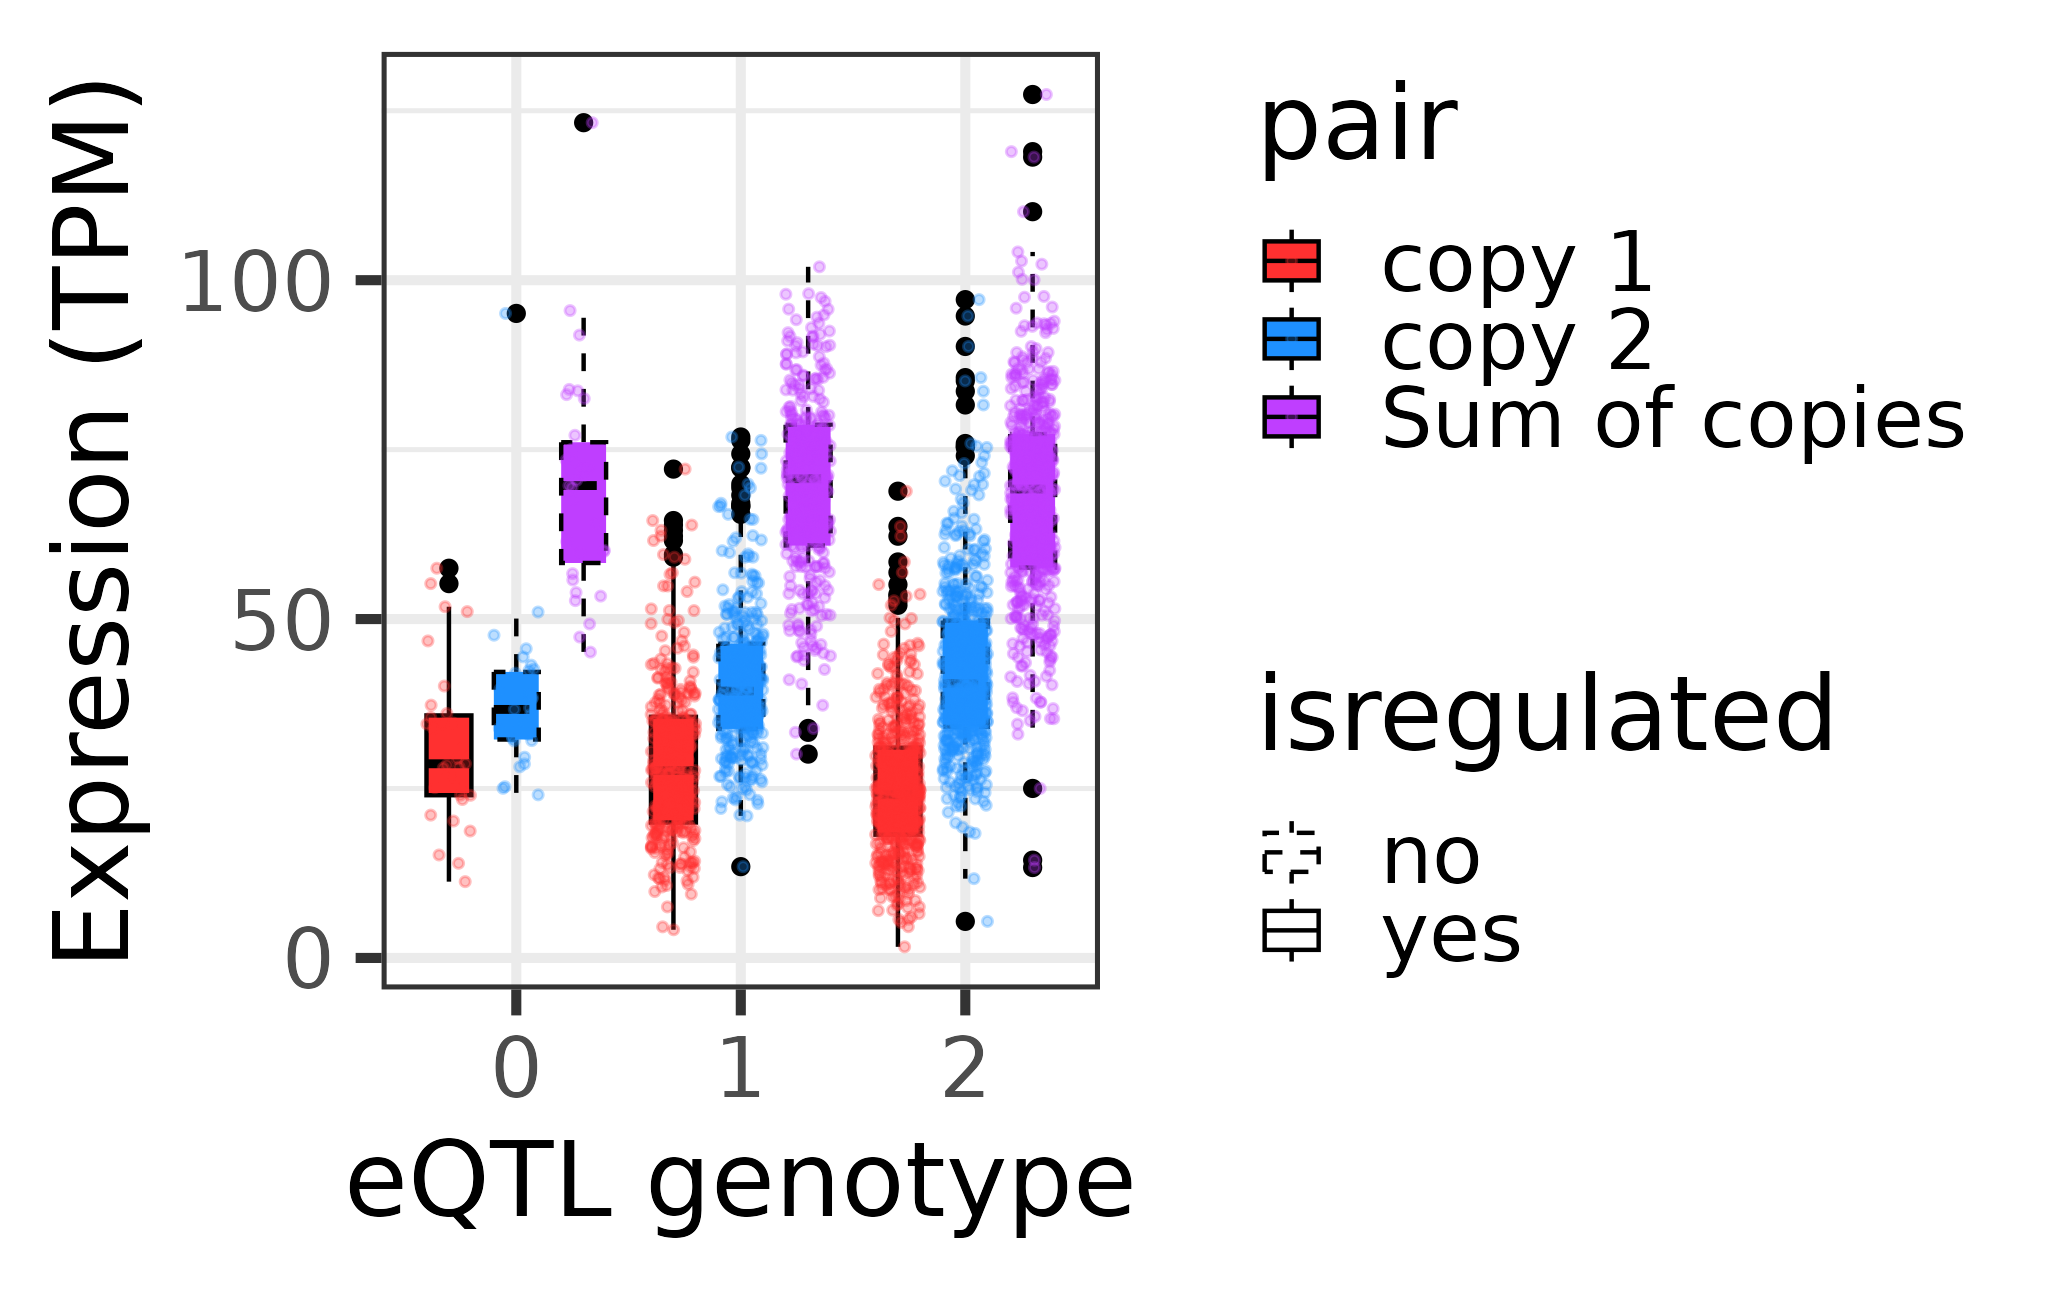 Expression (TPM)
100
50
0
0 1 2
eQTL genotype
pair
copy 1
copy 2
Sum of copies
isregulated
no
yes